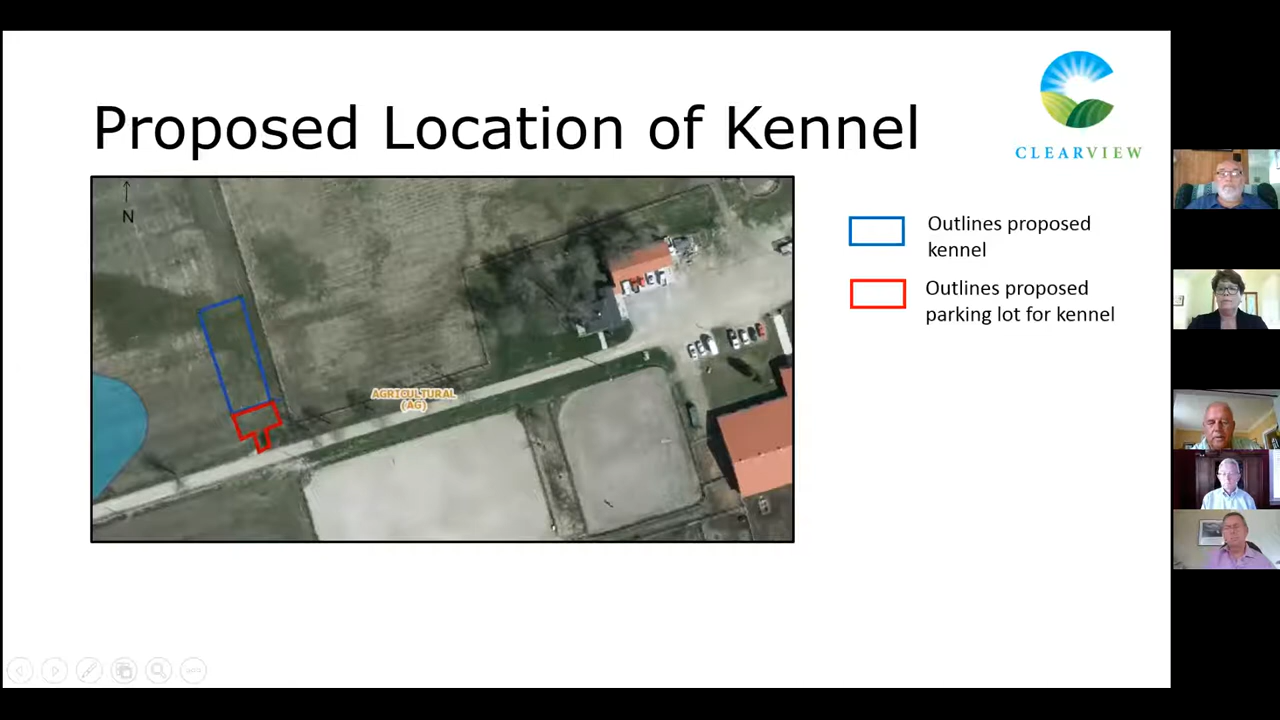 Proposed Location of Kennel
CLEARVIEW
N
AGRICULTURAL
(AG)
Outlines proposed
kennel
Outlines proposed
parking lot for kennel